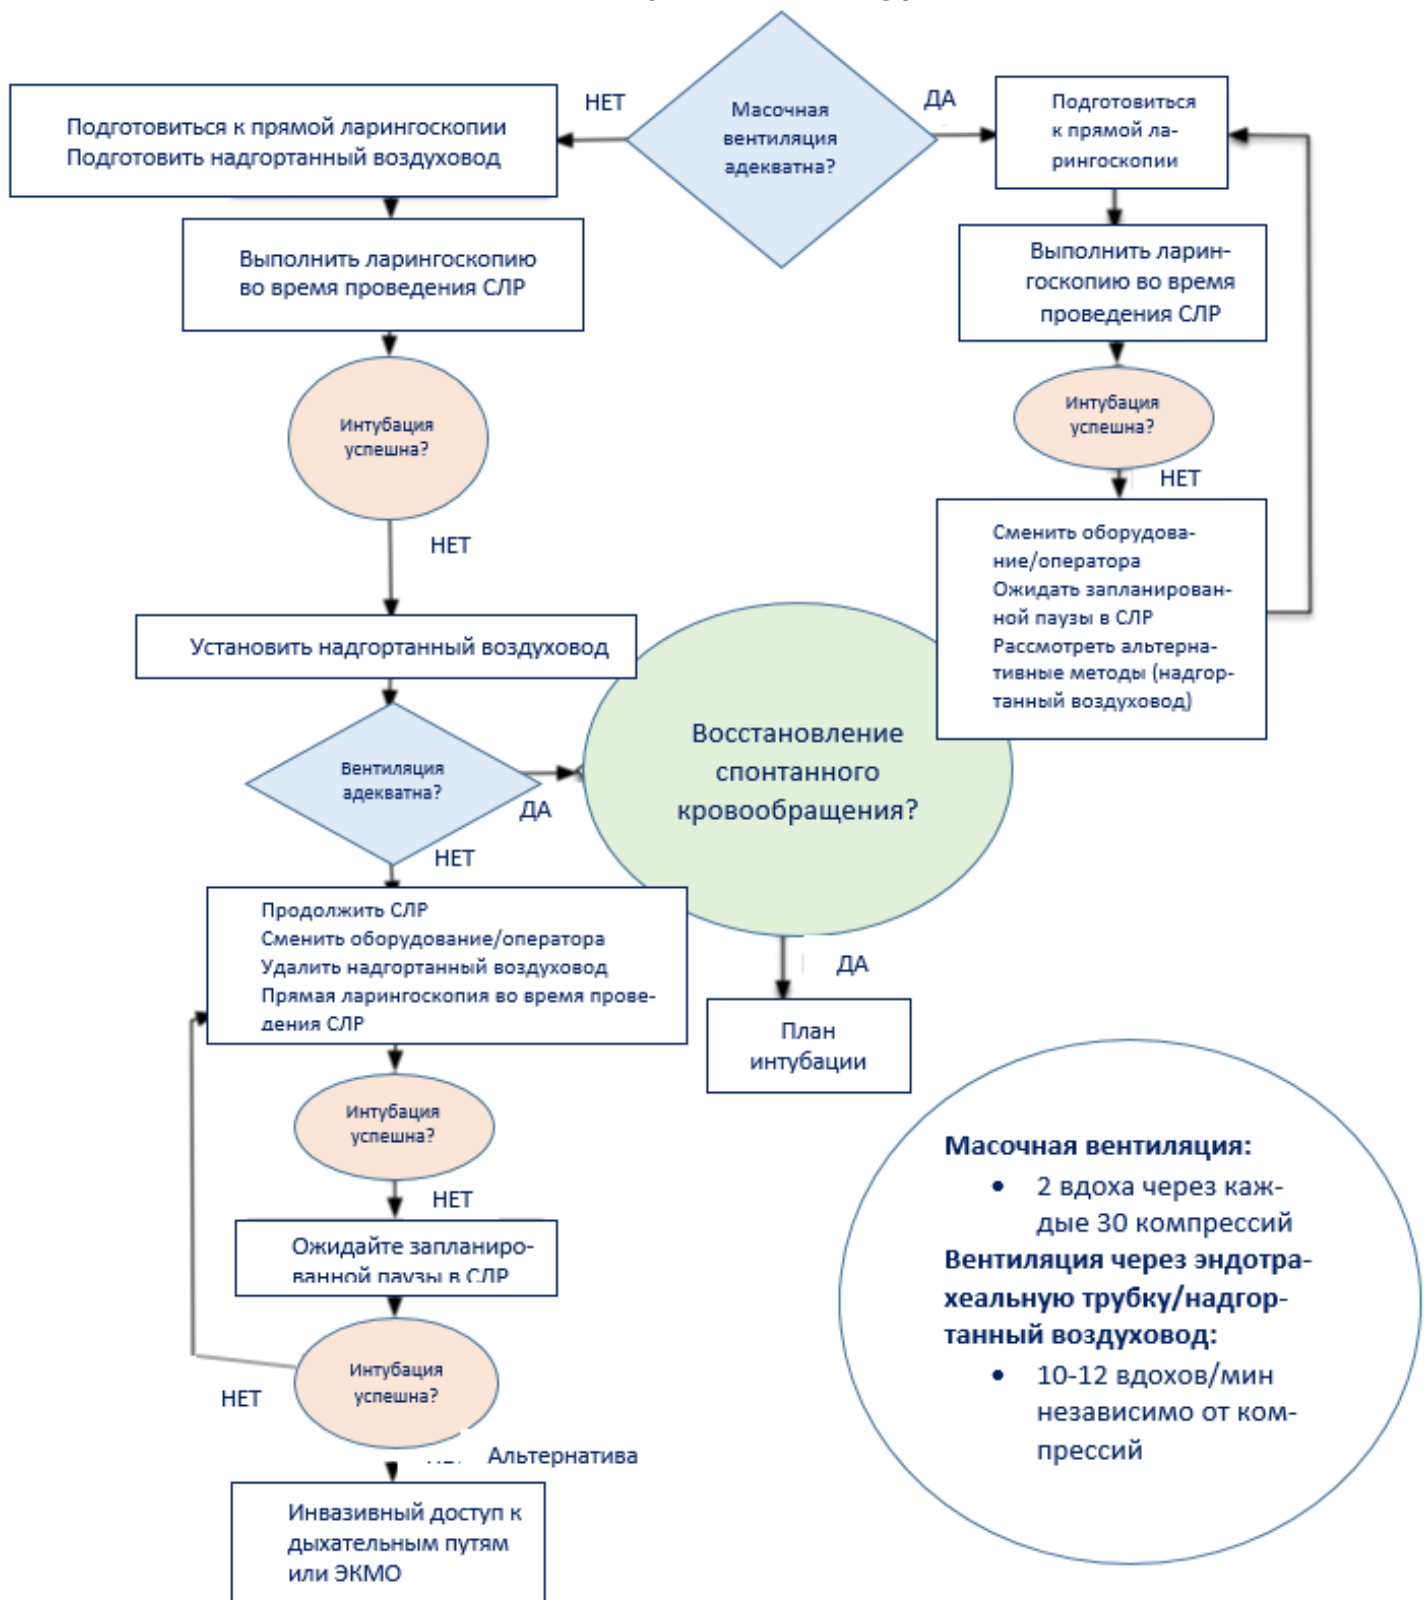 НЕТ
ДА
Масочная
вентиляция
адекватна?
Подготовиться к прямой ларингоскопии
Подготовить надгортанный воздуховод
Подготовиться
к прямой ла-
рингоскопии
Выполнить ларингоскопию
во время проведения СЛР
Выполнить ларин-
госкопию во время
проведения СЛР
Интубация
успешна?
Интубация
успешна?
НЕТ
НЕТ
Сменить оборудова-
ние/оператора
Ожидать запланирован-
ной паузы в СЛР
Рассмотреть альтерна-
тивные методы (надгор-
танный воздуховод)
Установить надгортанный воздуховод
Восстановление
спонтанного
кровообращения?
Вентиляция
адекватна?
ДА
НЕТ
Продолжить СЛР
Сменить оборудование/оператора
Удалить надгортанный воздуховод
Прямая ларингоскопия во время прове-
дения СЛР
ДА
План
интубации
Интубация
успешна?
НЕТ
Ожидайте запланиро-
ванной паузы в СЛР
Интубация
успешна?
НЕТ
Альтернатива
Инвазивный доступ к
дыхательным путям
или ЭКМО
Масочная вентиляция:
• 2 вдоха через каж-
дые 30 компрессий
Вентиляция через эндотра-
хеальную трубку/надгор-
танный воздуховод:
• 10-12 вдохов/мин
независимо от ком-
прессий